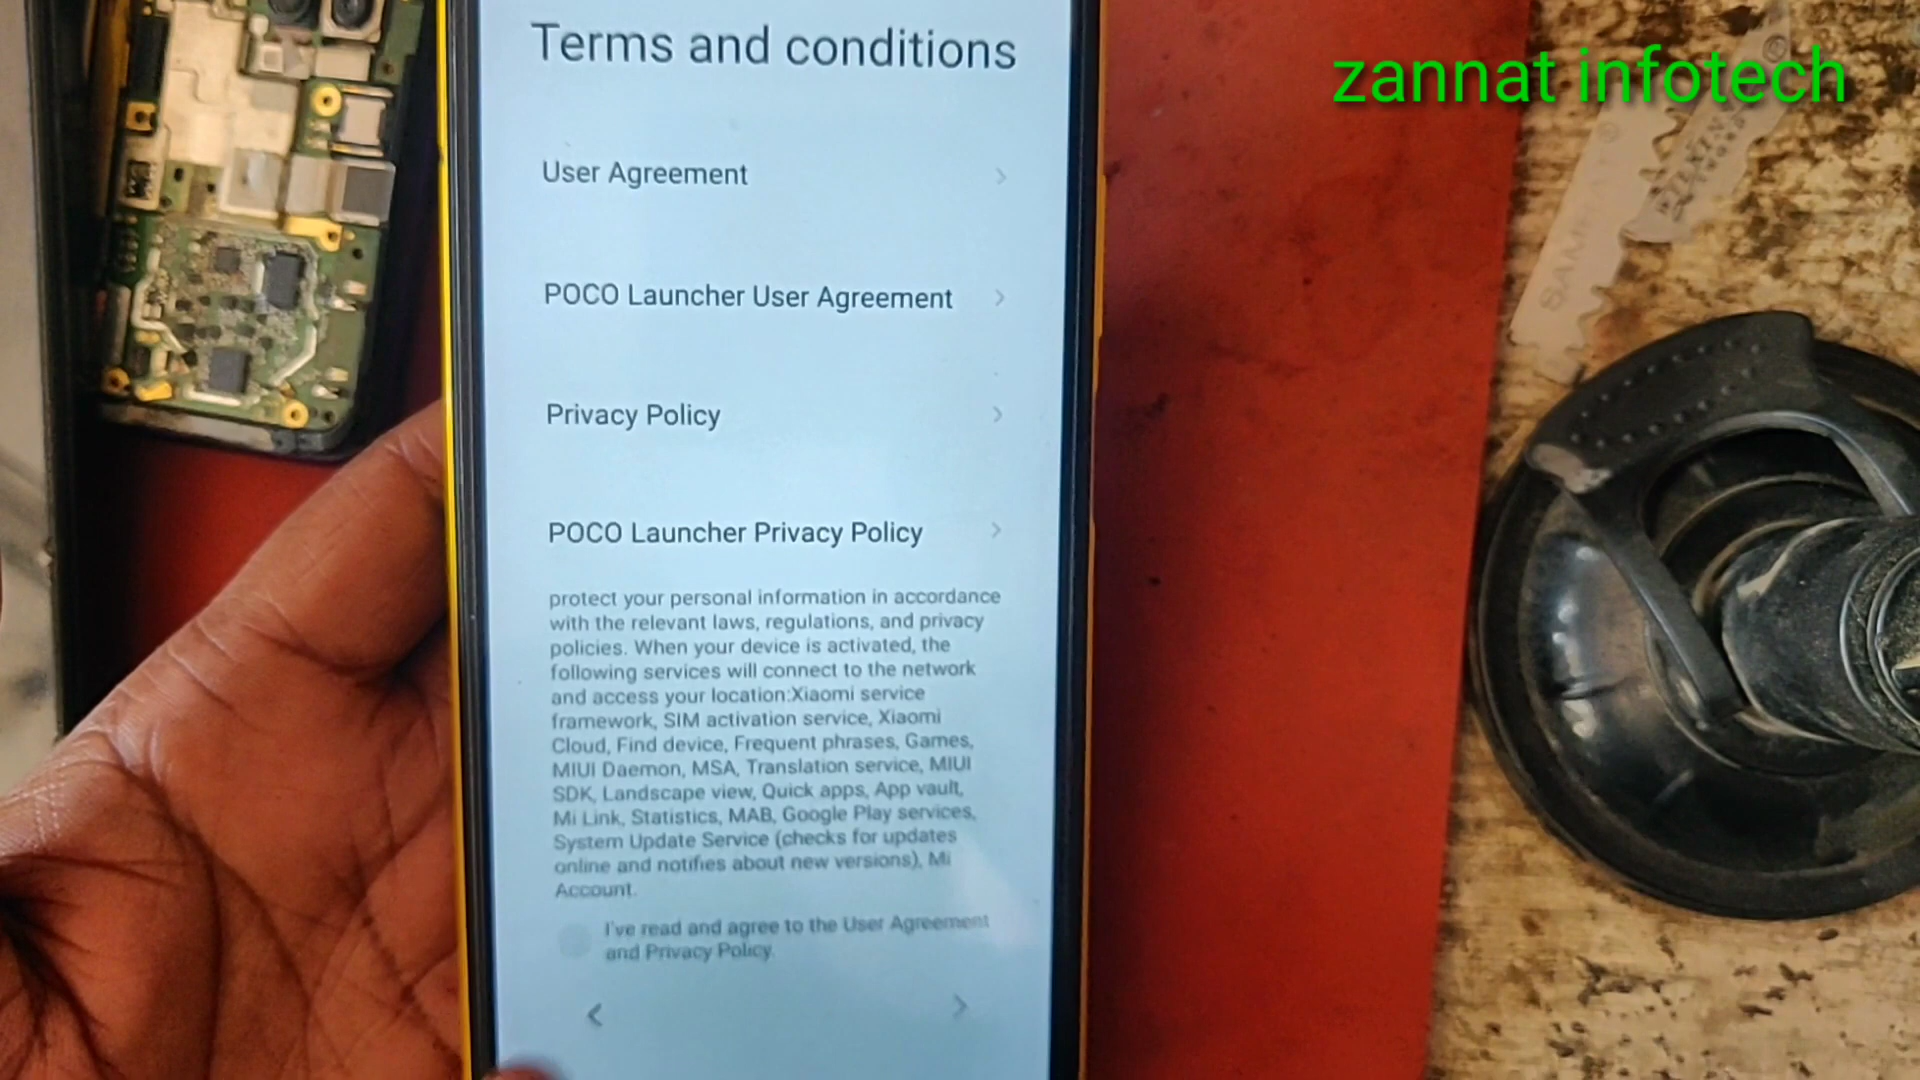 Terms and conditions
zannat infotech
User Agreement
POCO Launcher User Agreement
Privacy Policy
POCO Launcher Privacy Policy
protect your personal information in accordance
with the relevant laws, regulations, and privacy
policies. When your device is activated, the
following services will connect to the network
and access your location:Xiaomi service
framework, SIM activation service, Xiaomi
Cloud, Find device, Frequent phrases, Games,
MIUI Daemon, MSA, Translation service, MIUI
SDK, Landscape view, Quick apps, App vault,
Mi Link, Statistics, MAB, Google Play services,
System Update Service (checks for updates
online and notifies about new versions), Mi
Account.
I've read and agree to the User Agreement
and Privacy Policy.